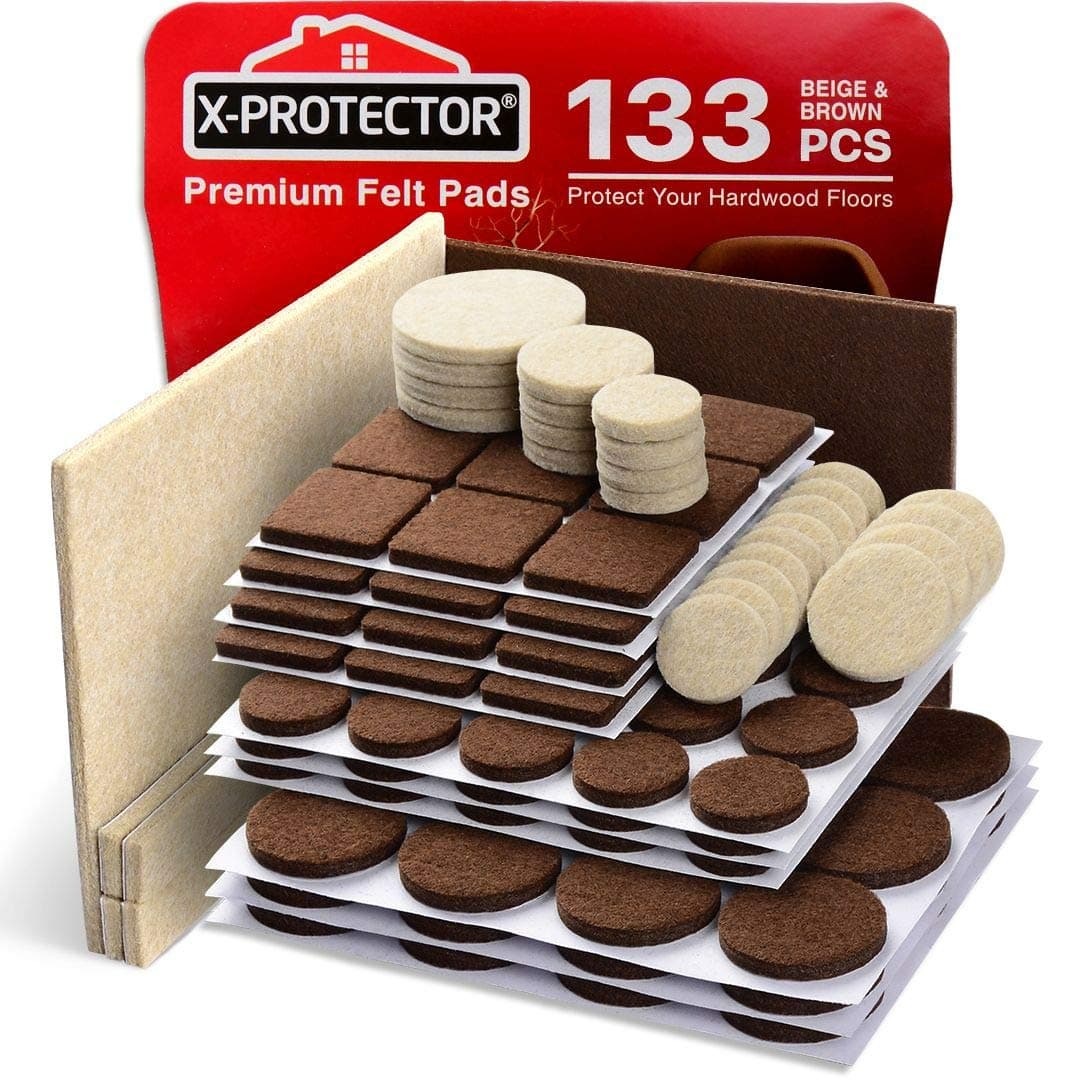 X-PROTECTOR®
Premium Felt Pads
133 BEIGE &
BROWN
PCS
Protect Your Hardwood Floors